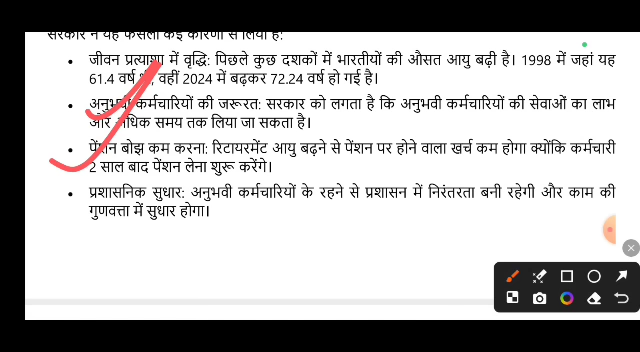 सरकार ने यह फैसला कई कारणों से लिया है:
• जीवन प्रत्याशा में वृद्धि: पिछले कुछ दशकों में भारतीयों की औसत आयु बढ़ी है। 1998 में जहां यह
61.4 वर्ष थी, वहीं 2024 में बढ़कर 72.24 वर्ष हो गई है।
• अनुभवी कर्मचारियों की जरूरत: सरकार को लगता है कि अनुभवी कर्मचारियों की सेवाओं का लाभ
और अधिक समय तक लिया जा सकता है।
• पेंशन बोझ कम करना: रिटायरमेंट आयु बढ़ने से पेंशन पर होने वाला खर्च कम होगा क्योंकि कर्मचारी
2 साल बाद पेंशन लेना शुरू करेंगे।
• प्रशासनिक सुधार: अनुभवी कर्मचारियों के रहने से प्रशासन में निरंतरता बनी रहेगी और काम की
गुणवत्ता में सुधार होगा।